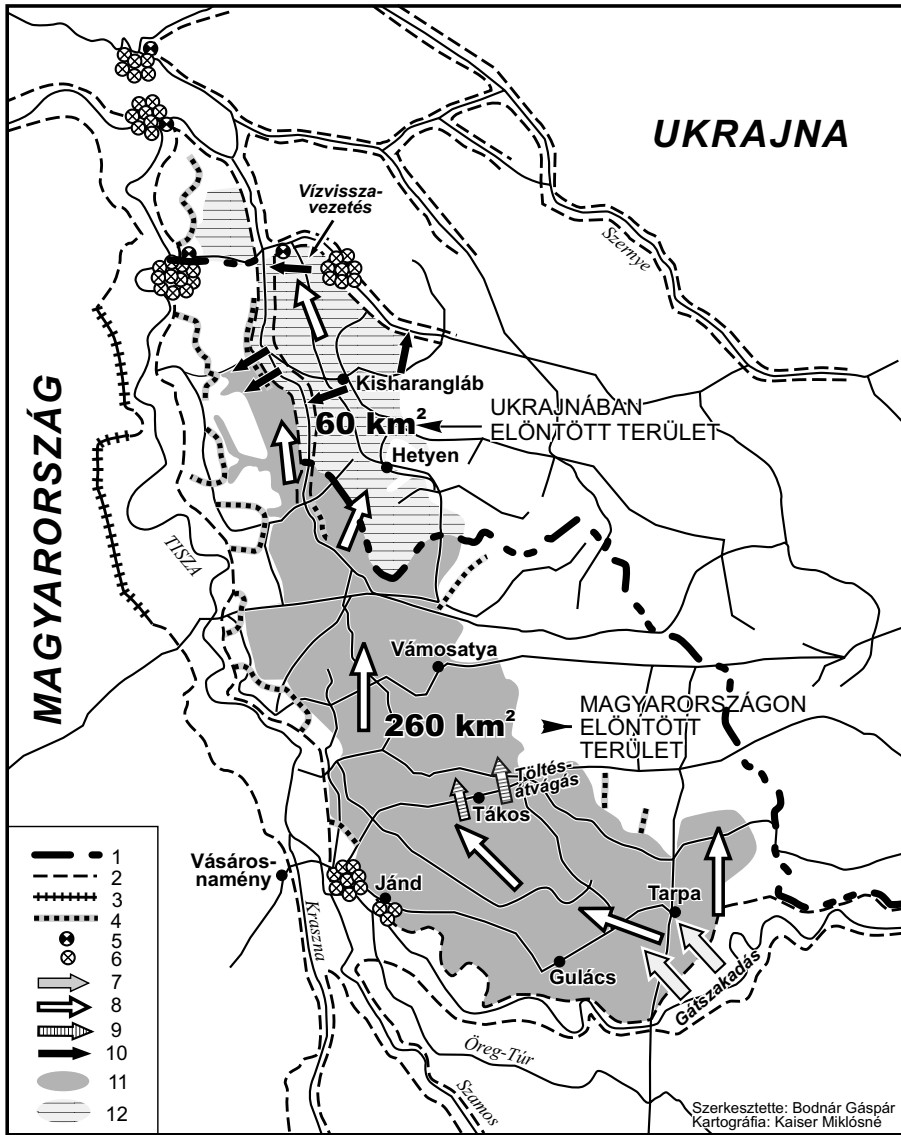 UKRAJNA
Vízvissza-
vezetés
Szernye
MAGYARORSZÁG
Kisharangláb
60 km²
UKRAJNÁBAN
ELÖNTÖTT TERÜLET
Hetyen
TISZA
Vámosatya
260 km²
MAGYARORSZÁGON
ELÖNTÖTT
TERÜLET
Töltés-
átvágás
Tákos
Vásáros-
namény
Jánd
Tarpa
Kraszna
Gulács
Gátszakadás
Öreg-Túr
Szamos
1
2
3
4
5
6
7
8
9
10
11
12
Szerkesztette: Bodnár Gáspár
Kartográfia: Kaiser Miklósné